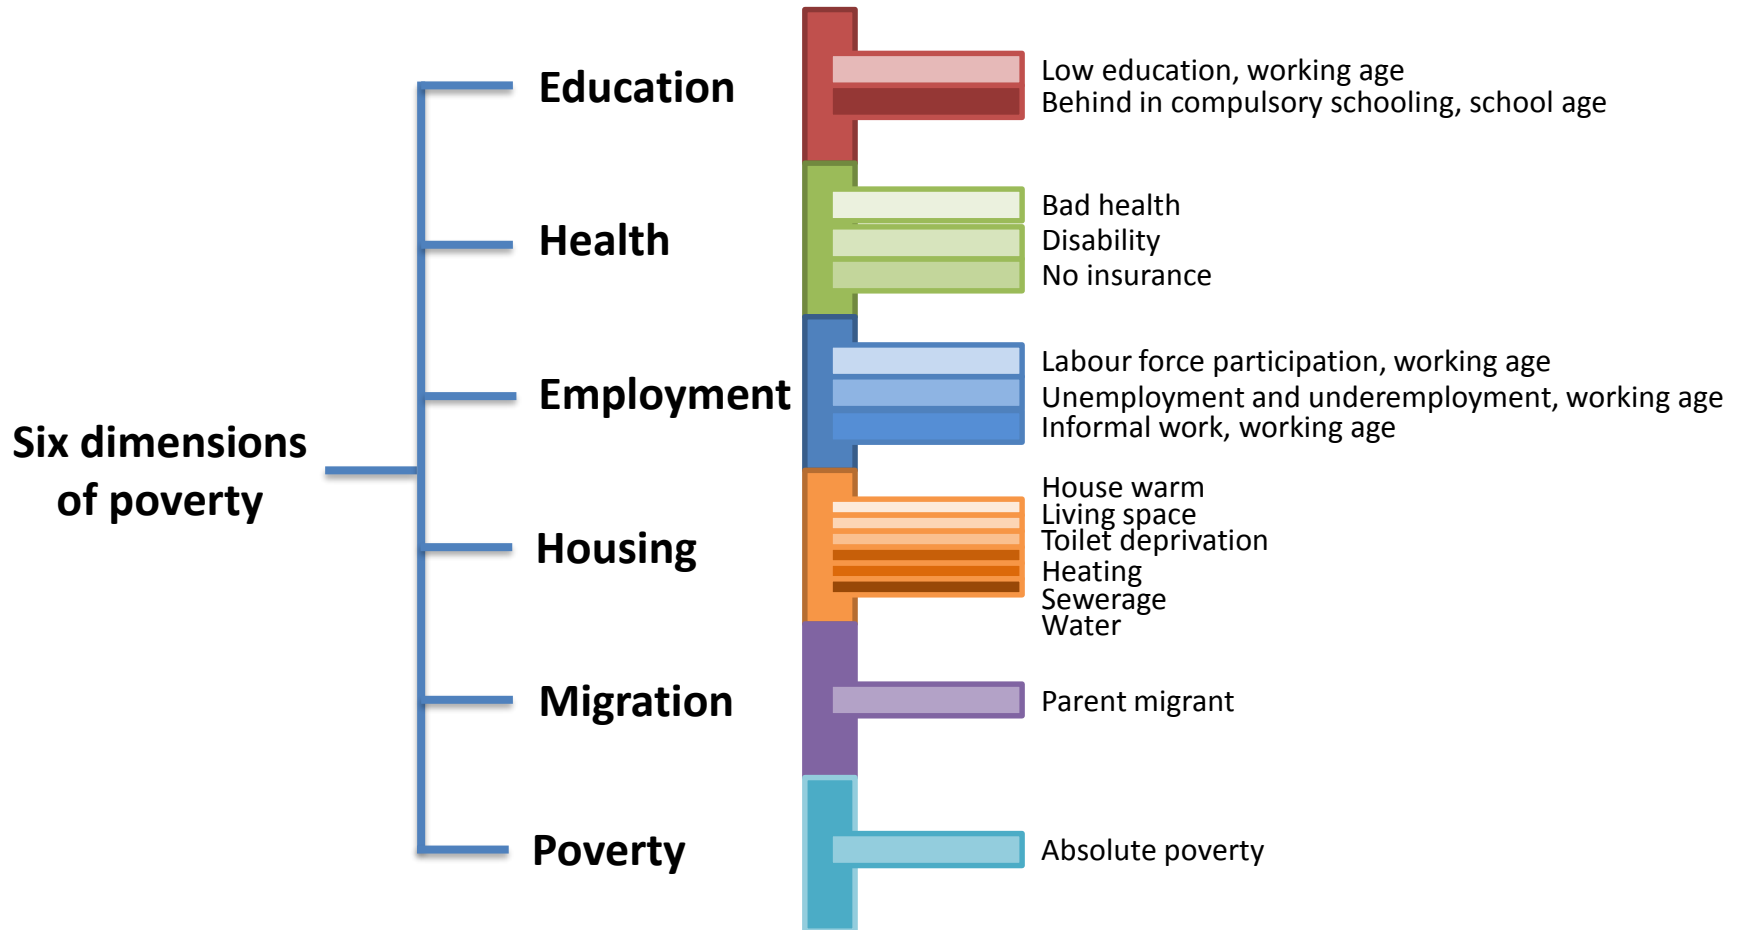 Six dimensions
of poverty
Education
Low education, working age
Behind in compulsory schooling, school age
Health
Bad health
Disability
No insurance
Employment
Labour force participation, working age
Unemployment and underemployment, working age
Informal work, working age
Housing
House warm
Living space
Toilet deprivation
Heating
Sewerage
Water
Migration
Parent migrant
Poverty
Absolute poverty